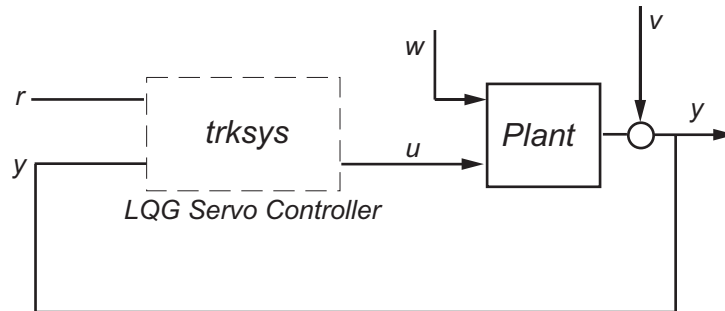 v
w
r
trksys
Plant
y
y
u
LQG Servo Controller